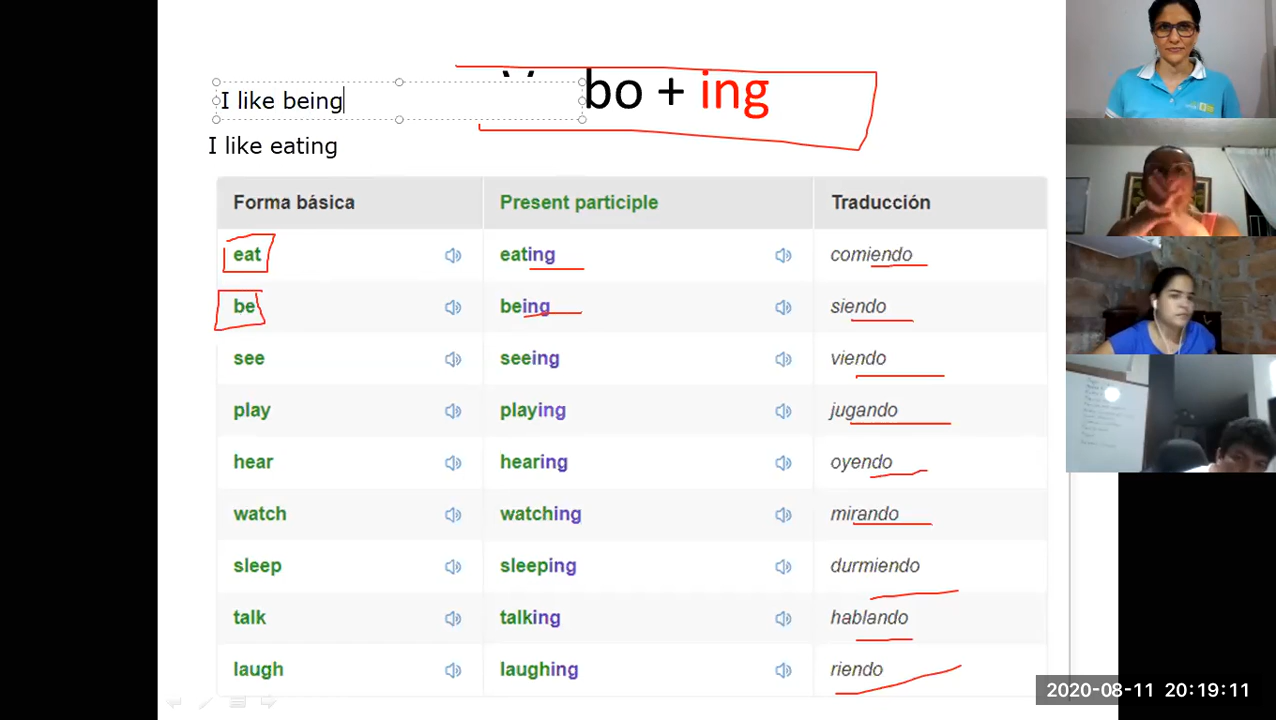 bo + ing
I like being
I like eating
Forma básica Present participle Traducción
eat eating comiendo
be being siendo
see seeing viendo
play playing jugando
hear hearing oyendo
watch watching mirando
sleep sleeping durmiendo
talk talking hablando
laugh laughing riendo
2020-08-11 20:19:11